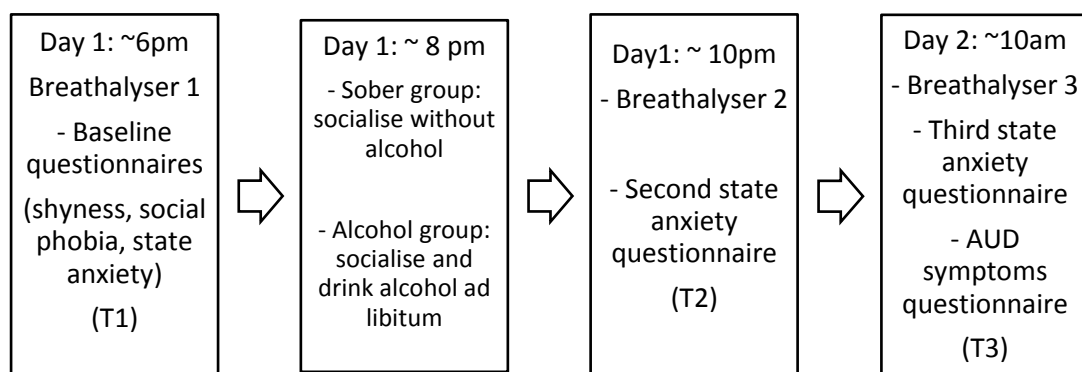 Day 1: ~6pm
Breathalyser 1
- Baseline
questionnaires
(shyness, social
phobia, state
anxiety)
(T1)
Day 1: ~ 8 pm
- Sober group:
socialise without
alcohol
- Alcohol group:
socialise and
drink alcohol ad
libitum
Day1: ~ 10pm
- Breathalyser 2
- Second state
anxiety
questionnaire
(T2)
Day 2: ~10am
- Breathalyser 3
- Third state
anxiety
questionnaire
- AUD
symptoms
questionnaire
(T3)